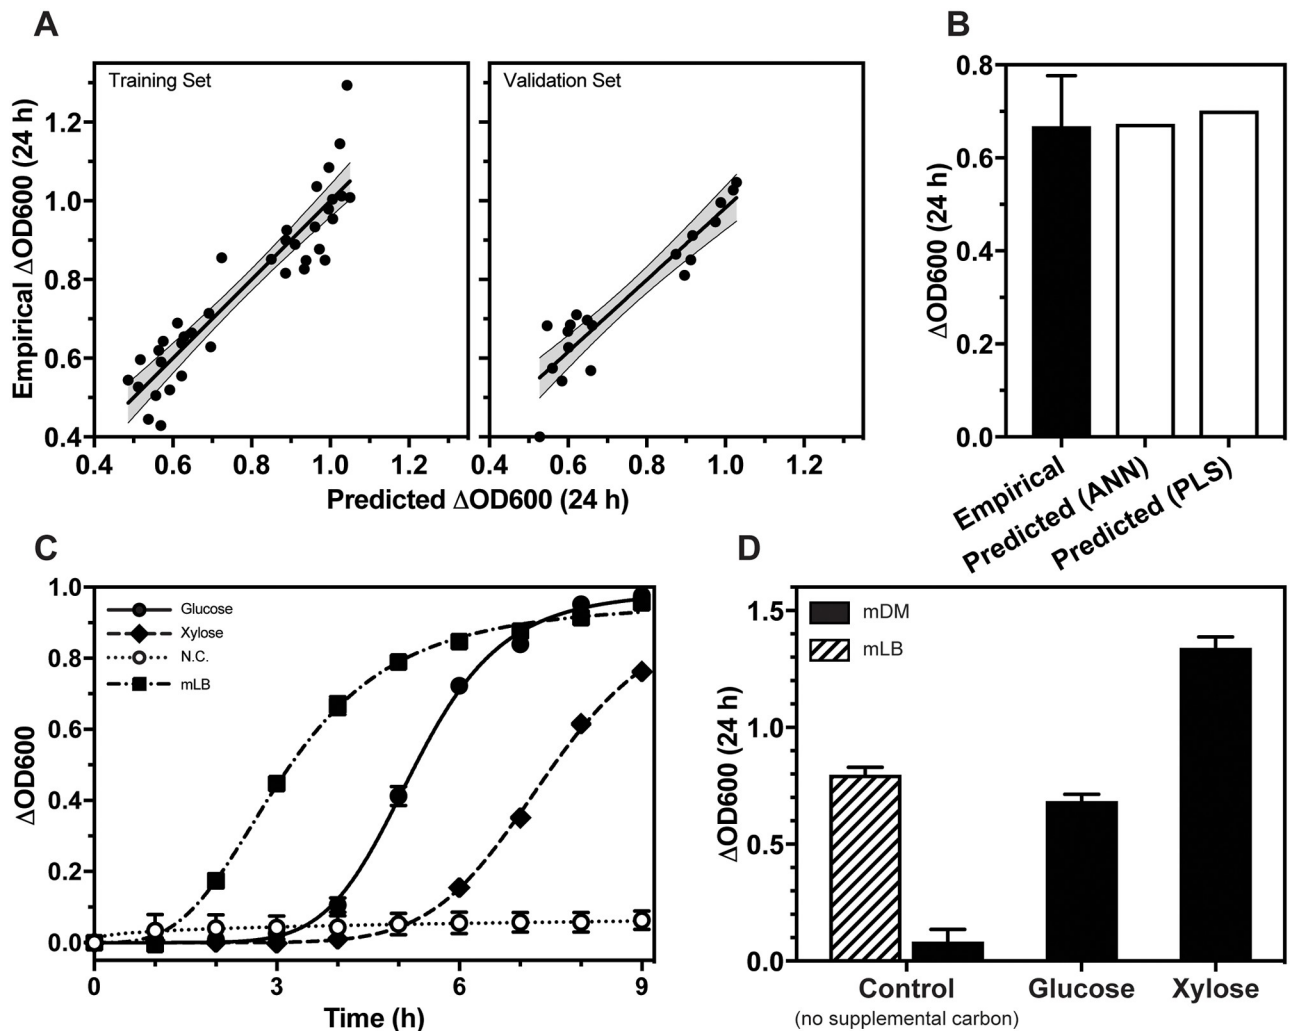 A
Training Set
Validation Set
Empirical ΔOD600 (24 h)
1.2
1.0
0.8
0.6
0.4
0.4 0.6 0.8 1.0 1.2
0.4 0.6 0.8 1.0 1.2
Predicted ΔOD600 (24 h)
B
ΔOD600 (24 h)
0.8
0.6
0.4
0.2
0.0
Empirical
Predicted (ANN)
Predicted (PLS)
C
ΔOD600
1.0
0.8
0.6
0.4
0.2
0.0
Glucose
Xylose
N.C.
mLB
0 3 6 9
Time (h)
D
ΔOD600 (24 h)
1.5
1.0
0.5
0.0
mDM
mLB
Control Glucose Xylose
(no supplemental carbon)